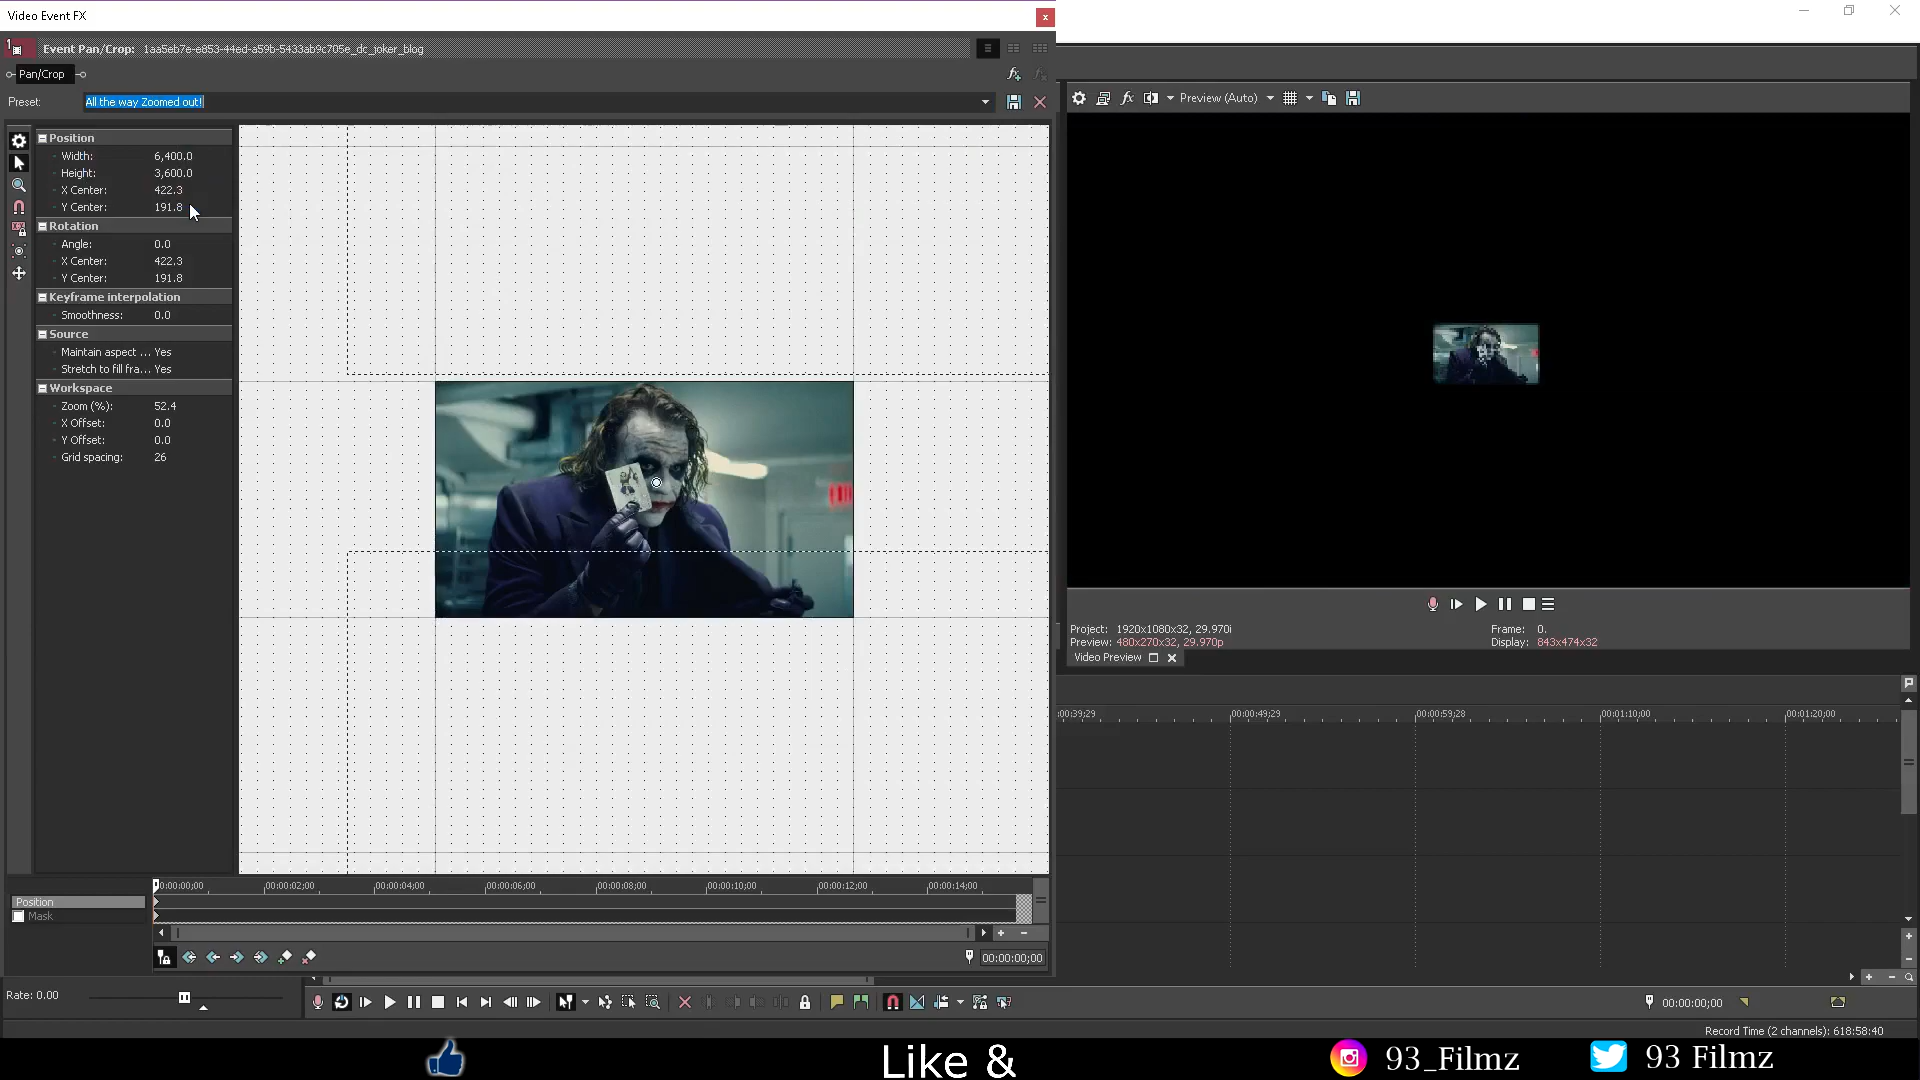 Video Event FX
Event Pan/Crop: 1aa5eb7e-e853-44ed-a59b-5433ab9c705e_dc_joker_blog
Pan/Crop
Preset: All the way Zoomed out!
Position
Width: 6,400.0
Height: 3,600.0
X Center: 422.3
Y Center: 191.8
Rotation
Angle: 0.0
X Center: 422.3
Y Center: 191.8
Keyframe interpolation
Smoothness: 0.0
Source
Maintain aspect ... Yes
Stretch to fill fra... Yes
Workspace
Zoom (%): 52.4
X Offset: 0.0
Y Offset: 0.0
Grid spacing: 26
Preview (Auto)
Project: 1920x1080x32, 29.970i
Frame: 0.
Preview: 480x270x32, 29.970p
Display: 843x474x32
Video Preview
:00:39;29 00:00:49;29 00:00:59;28 00:01:10;00 00:01:20;00
00:00:00;00 00:00:02;00 00:00:04;00 00:00:06;00 00:00:08;00 00:00:10;00 00:00:12;00 00:00:14;00
Position
Mask
00:00:00;00
Rate: 0.00
00:00:00;00
Record Time (2 channels): 618:58:40
Like & 93_Filmz 93 Filmz